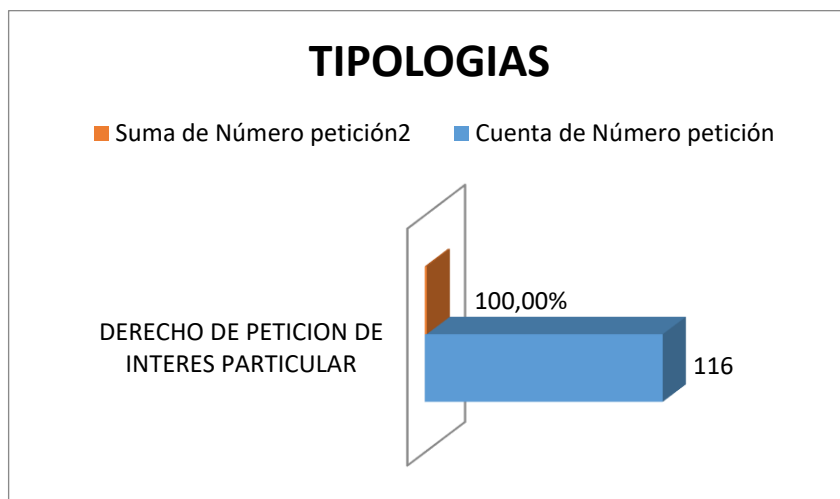 TIPOLOGIAS
Suma de Número petición2 Cuenta de Número petición
100,00%
DERECHO DE PETICION DE
INTERES PARTICULAR
116